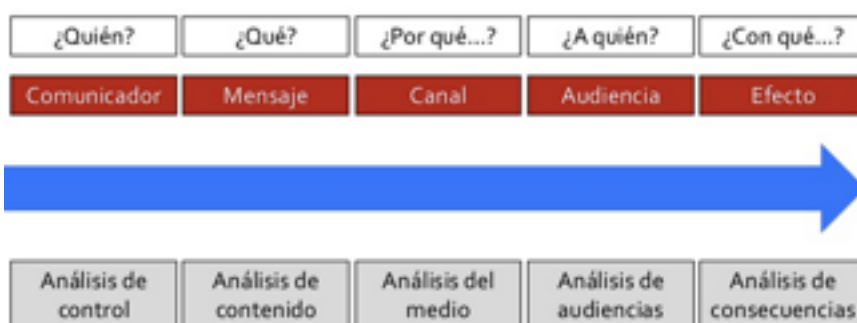 ¿Quién? ¿Qué? ¿Por qué...? ¿A quién? ¿Con qué...?
Comunicador Mensaje Canal Audiencia Efecto
Análisis de Análisis de Análisis del Análisis de Análisis de
control contenido medio audiencias consecuencias